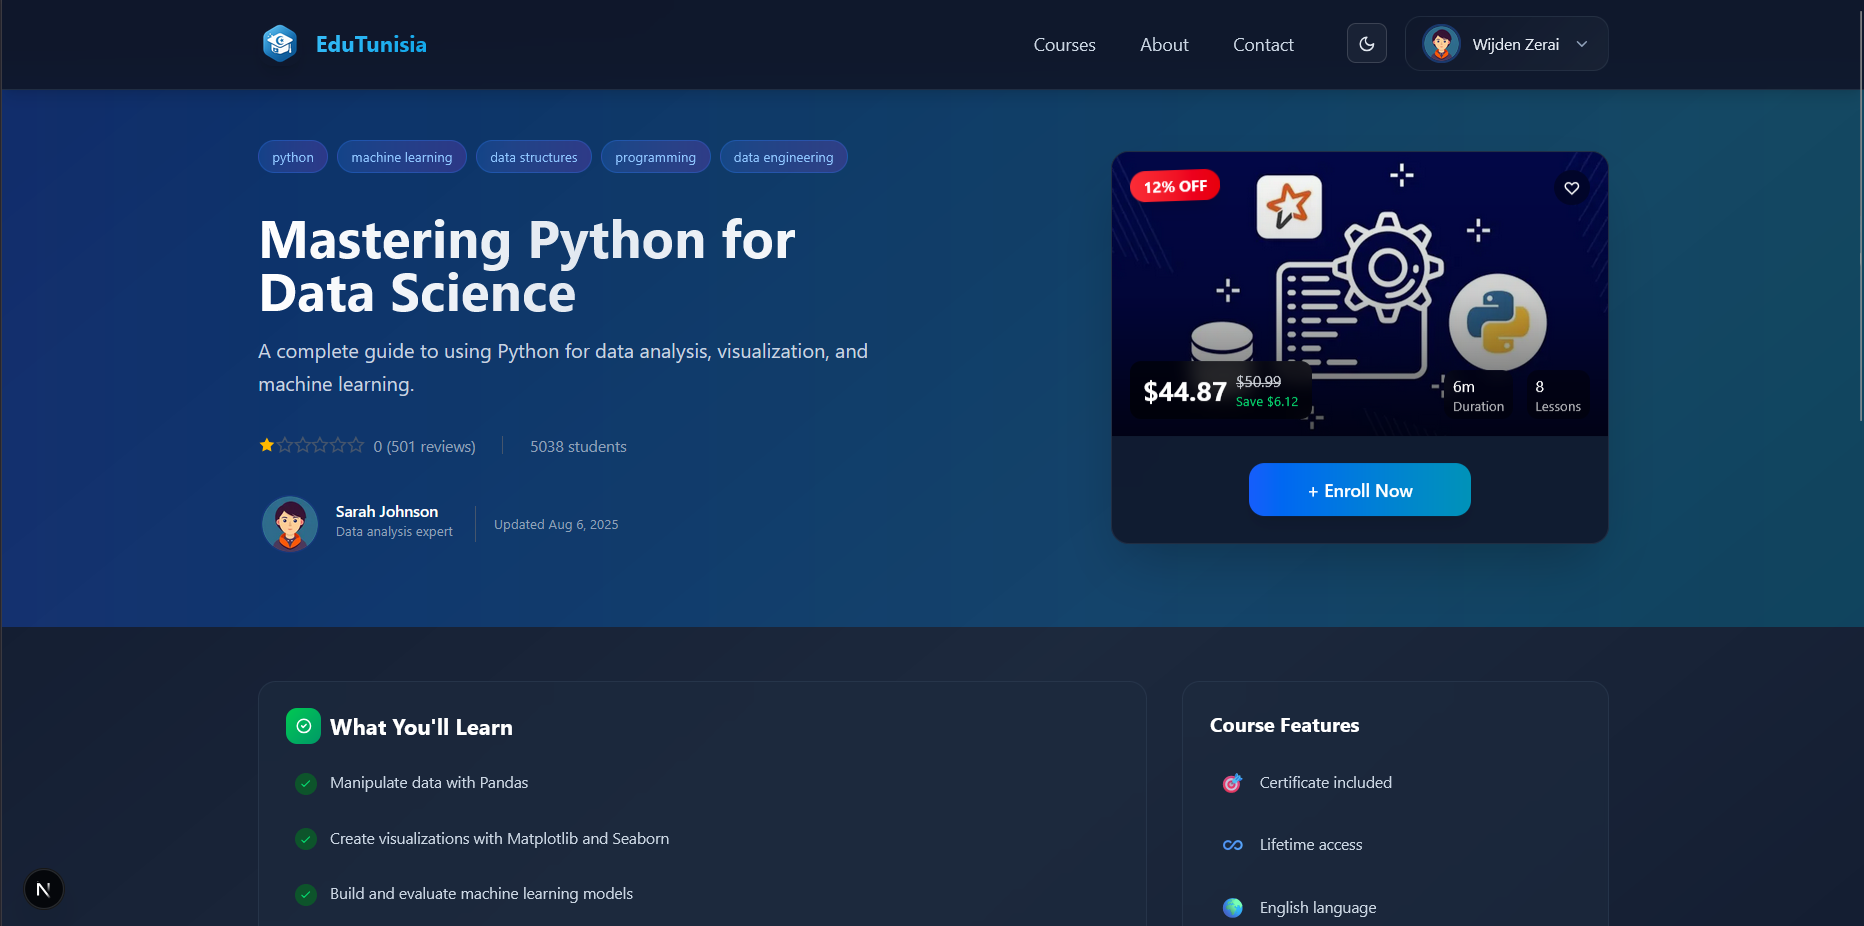 EduTunisia
Courses
About
Contact
Wijden Zerai
python
machine learning
data structures
programming
data engineering
Mastering Python for
Data Science
A complete guide to using Python for data analysis, visualization, and
machine learning.
0 (501 reviews)
5038 students
Sarah Johnson
Data analysis expert
Updated Aug 6, 2025
12% OFF
$44.87
$50.99
Save $6.12
6m
Duration
8
Lessons
+ Enroll Now
What You'll Learn
Manipulate data with Pandas
Create visualizations with Matplotlib and Seaborn
Build and evaluate machine learning models
Course Features
Certificate included
Lifetime access
English language
N